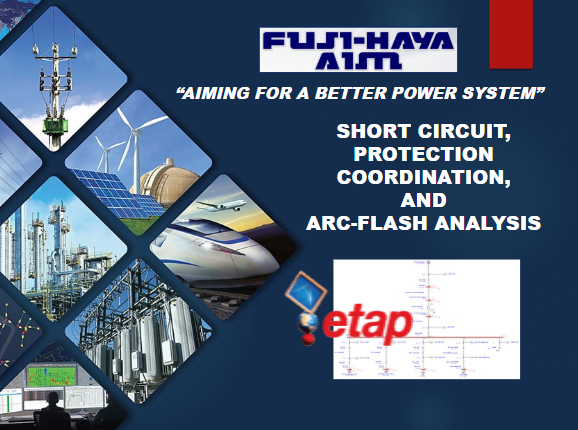 FUJI-HAYA
AIM
“AIMING FOR A BETTER POWER SYSTEM”
SHORT CIRCUIT,
PROTECTION
COORDINATION,
AND
ARC-FLASH ANALYSIS
etap